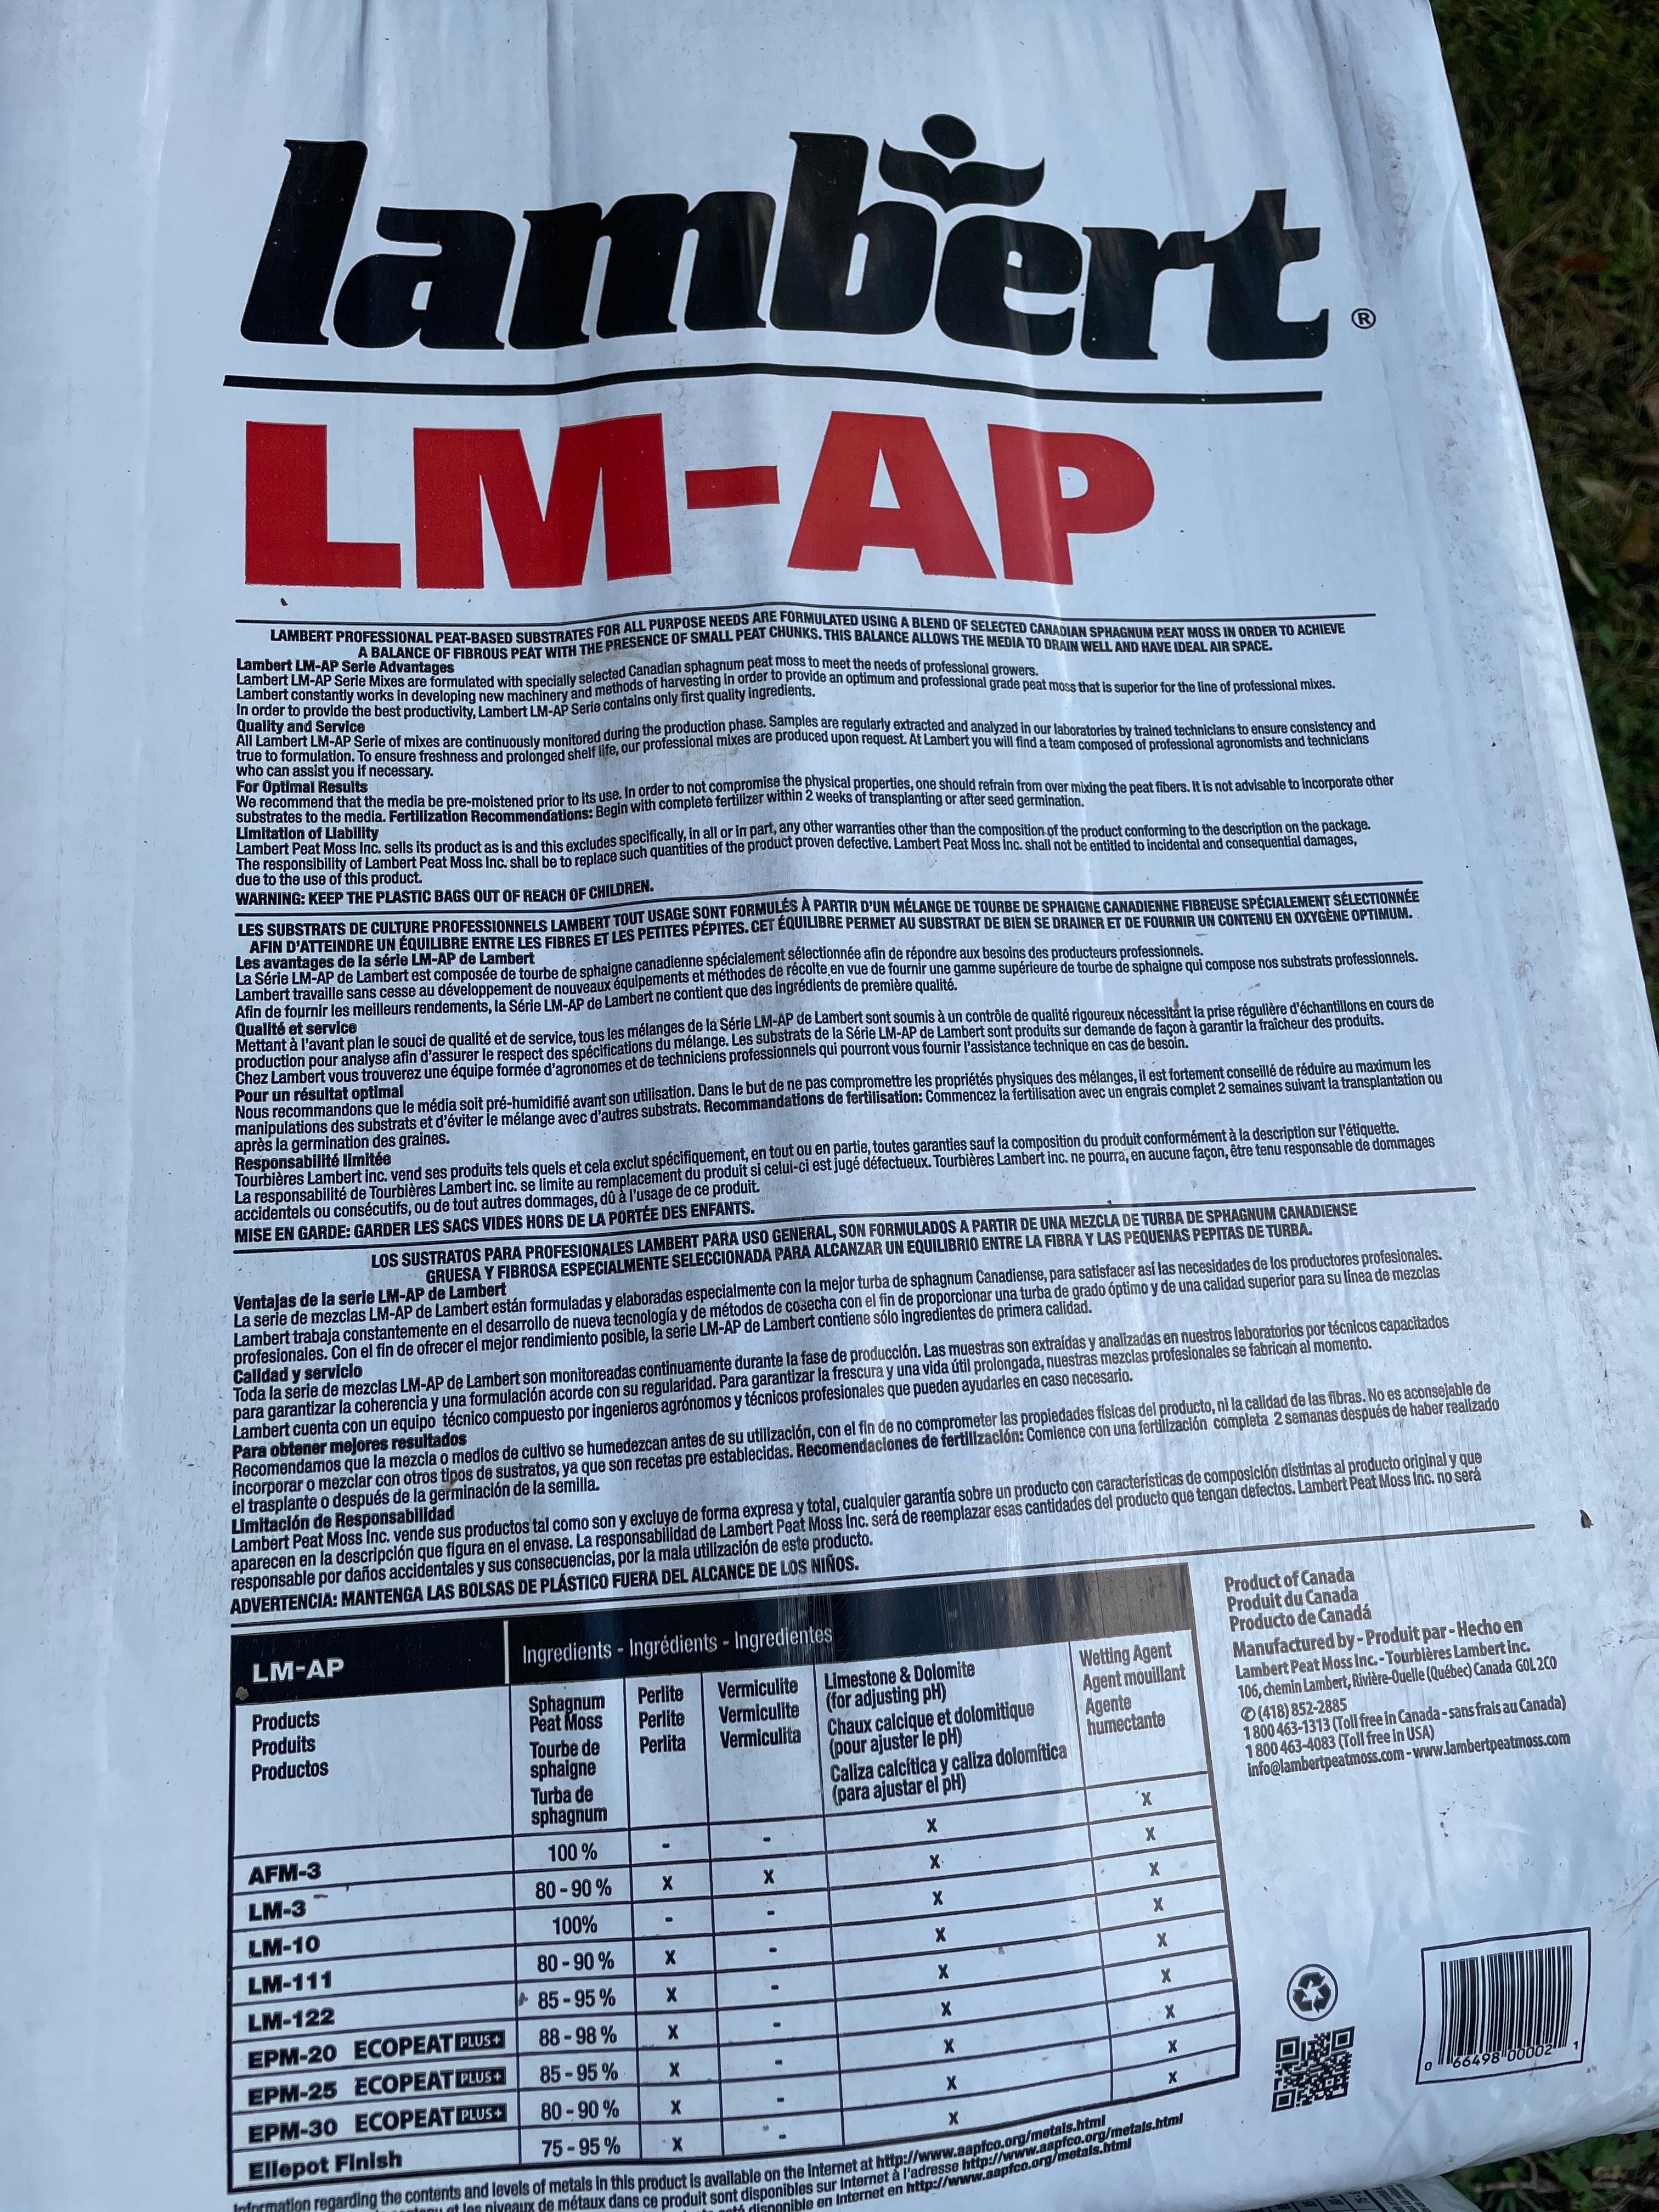 lambert®
LM-AP
LAMBERT PROFESSIONAL PEAT-BASED SUBSTRATES FOR ALL PURPOSE NEEDS ARE FORMULATED USING A BLEND OF SELECTED CANADIAN SPHAGNUM PEAT MOSS IN ORDER TO ACHIEVE
A BALANCE OF FIBROUS PEAT WITH THE PRESENCE OF SMALL PEAT CHUNKS. THIS BALANCE ALLOWS THE MEDIA TO DRAIN WELL AND HAVE IDEAL AIR SPACE.
Lambert LM-AP Serie Advantages
Lambert LM-AP Serie Mixes are formulated with specially selected Canadian sphagnum peat moss to meet the needs of professional growers.
Lambert constantly works in developing new machinery and methods of harvesting in order to provide an optimum and professional grade peat moss that is superior for the line of professional mixes.
In order to provide the best productivity, Lambert LM-AP Serie contains only first quality ingredients.
Quality and Service
All Lambert LM-AP Serie of mixes are continuously monitored during the production phase. Samples are regularly extracted and analyzed in our laboratories by trained technicians to ensure consistency and
true to formulation. To ensure freshness and prolonged shelf life, our professional mixes are produced upon request. At Lambert you will find a team composed of professional agronomists and technicians
who can assist you if necessary.
For Optimal Results
We recommend that the media be pre-moistened prior to its use. In order to not compromise the physical properties, one should refrain from over mixing the peat fibers. It is not advisable to incorporate other
substrates to the media. Fertilization Recommendations: Begin with complete fertilizer within 2 weeks of transplanting or after seed germination.
Limitation of Liability
Lambert Peat Moss Inc. sells its product as is and this excludes specifically, in all or in part, any other warranties other than the composition of the product conforming to the description on the package.
The responsibility of Lambert Peat Moss Inc. shall be to replace such quantities of the product proven defective. Lambert Peat Moss Inc. shall not be entitled to incidental and consequential damages,
due to the use of this product.
WARNING: KEEP THE PLASTIC BAGS OUT OF REACH OF CHILDREN.
LES SUBSTRATS DE CULTURE PROFESSIONNELS LAMBERT TOUT USAGE SONT FORMULÉS À PARTIR D'UN MÉLANGE DE TOURBE DE SPHAIGNE CANADIENNE FIBREUSE SPÉCIALEMENT SÉLECTIONNÉE
AFIN D'ATTEINDRE UN ÉQUILIBRE ENTRE LES FIBRES ET LES PETITES PÉPITES. CET ÉQUILIBRE PERMET AU SUBSTRAT DE BIEN SE DRAINER ET DE FOURNIR UN CONTENU EN OXYGÈNE OPTIMUM.
Les avantages de la série LM-AP de Lambert
La Série LM-AP de Lambert est composée de tourbe de sphaigne canadienne spécialement sélectionnée afin de répondre aux besoins des producteurs professionnels.
Lambert travaille sans cesse au développement de nouveaux équipements et méthodes de récolte en vue de fournir une gamme supérieure de tourbe de sphaigne qui compose nos substrats professionnels.
Afin de fournir les meilleurs rendements, la Série LM-AP de Lambert ne contient que des ingrédients de première qualité.
Qualité et service
Mettant à l'avant plan le souci de qualité et de service, tous les mélanges de la Série LM-AP de Lambert sont soumis à un contrôle de qualité rigoureux nécessitant la prise régulière d'échantillons en cours de
production pour analyse afin d'assurer le respect des spécifications du mélange. Les substrats de la Série LM-AP de Lambert sont produits sur demande de façon à garantir la fraîcheur des produits.
Chez Lambert vous trouverez une équipe formée d'agronomes et de techniciens professionnels qui pourront vous fournir l'assistance technique en cas de besoin.
Pour un résultat optimal
Nous recommandons que le média soit pré-humidifié avant son utilisation. Dans le but de ne pas compromettre les propriétés physiques des mélanges, il est fortement conseillé de réduire au maximum les
manipulations des substrats et d'éviter le mélange avec d'autres substrats. Recommandations de fertilisation: Commencez la fertilisation avec un engrais complet 2 semaines suivant la transplantation ou
après la germination des graines.
Responsabilité limitée
Tourbières Lambert inc. vend ses produits tels quels et cela exclut spécifiquement, en tout ou en partie, toutes garanties sauf la composition du produit conformément à la description sur l'étiquette.
La responsabilité de Tourbières Lambert inc. se limite au remplacement du produit si celui-ci est jugé défectueux. Tourbières Lambert inc. ne pourra, en aucune façon, être tenu responsable de dommages
accidentels ou consécutifs, ou de tout autres dommages, dû à l'usage de ce produit.
MISE EN GARDE: GARDER LES SACS VIDES HORS DE LA PORTÉE DES ENFANTS.
LOS SUSTRATOS PARA PROFESIONALES LAMBERT PARA USO GENERAL, SON FORMULADOS A PARTIR DE UNA MEZCLA DE TURBA DE SPHAGNUM CANADIENSE
GRUESA Y FIBROSA ESPECIALMENTE SELECCIONADA PARA ALCANZAR UN EQUILIBRIO ENTRE LA FIBRA Y LAS PEQUENAS PEPITAS DE TURBA.
Ventajas de la serie LM-AP de Lambert
La serie de mezclas LM-AP de Lambert están formuladas y elaboradas especialmente con la mejor turba de sphagnum Canadiense, para satisfacer así las necesidades de los productores profesionales.
Lambert trabaja constantemente en el desarrollo de nueva tecnología y de métodos de cosecha con el fin de proporcionar una turba de grado óptimo y de una calidad superior para su línea de mezclas
profesionales. Con el fin de ofrecer el mejor rendimiento posible, la serie LM-AP de Lambert contiene sólo ingredientes de primera calidad.
Calidad y servicio
Toda la serie de mezclas LM-AP de Lambert son monitoreadas continuamente durante la fase de producción. Las muestras son extraídas y analizadas en nuestros laboratorios por técnicos capacitados
para garantizar la coherencia y una formulación acorde con su regularidad. Para garantizar la frescura y una vida útil prolongada, nuestras mezclas profesionales se fabrican al momento.
Lambert cuenta con un equipo técnico compuesto por ingenieros agrónomos y técnicos profesionales que pueden ayudarles en caso necesario.
Para obtener mejores resultados
Recomendamos que la mezcla o medios de cultivo se humedezcan antes de su utilización, con el fin de no comprometer las propiedades físicas del producto, ni la calidad de las fibras. No es aconsejable de
incorporar o mezclar con otros tipos de sustratos, ya que son recetas pre establecidas. Recomendaciones de fertilización: Comience con una fertilización completa 2 semanas después de haber realizado
el trasplante o después de la germinación de la semilla.
Limitación de Responsabilidad
Lambert Peat Moss Inc. vende sus productos tal como son y excluye de forma expresa y total, cualquier garantía sobre un producto con características de composición distintas al producto original y que
aparecen en la descripción que figura en el envase. La responsabilidad de Lambert Peat Moss Inc. será de reemplazar esas cantidades del producto que tengan defectos. Lambert Peat Moss Inc. no será
responsable por daños accidentales y sus consecuencias, por la mala utilización de este producto.
ADVERTENCIA: MANTENGA LAS BOLSAS DE PLÁSTICO FUERA DEL ALCANCE DE LOS NIÑOS.
LM-AP
Ingredients - Ingrédients - Ingredientes
Products
Produits
Productos
Sphagnum
Peat Moss
Tourbe de
sphaigne
Turba de
sphagnum
Perlite
Perlite
Perlita
Vermiculite
Vermiculite
Vermiculita
Limestone & Dolomite
(for adjusting pH)
Chaux calcique et dolomitique
(pour ajuster le pH)
Caliza calcítica y caliza dolomítica
(para ajustar el pH)
Wetting Agent
Agent mouillant
Agente
humectante
AFM-3 100 % - - X X
LM-3 80 - 90 % X X X X
LM-10 100% - - X X
LM-111 80 - 90 % X - X X
LM-122 85 - 95 % X - X X
EPM-20 ECOPEAT PLUS+ 88 - 98 % X - X X
EPM-25 ECOPEAT PLUS+ 85 - 95 % X - X X
EPM-30 ECOPEAT PLUS+ 80 - 90 % X - X X
Ellepot Finish 75 - 95 % X - X X
Product of Canada
Produit du Canada
Producto de Canadá
Manufactured by - Produit par - Hecho en
Lambert Peat Moss Inc. - Tourbières Lambert inc.
106, chemin Lambert, Rivière-Ouelle (Québec) Canada G0L 2C0
✆ (418) 852-2885
1 800 463-1313 (Toll free in Canada - sans frais au Canada)
1 800 463-4083 (Toll free in USA)
info@lambertpeatmoss.com - www.lambertpeatmoss.com
0 66498 00002 1
Information regarding the contents and levels of metals in this product is available on the Internet at http://www.aapfco.org/metals.html
et les niveaux de métaux dans ce produit sont disponibles sur Internet à l'adresse http://www.aapfco.org/metals.html
disponible en Internet en http://www.aapfco.org/metals.html